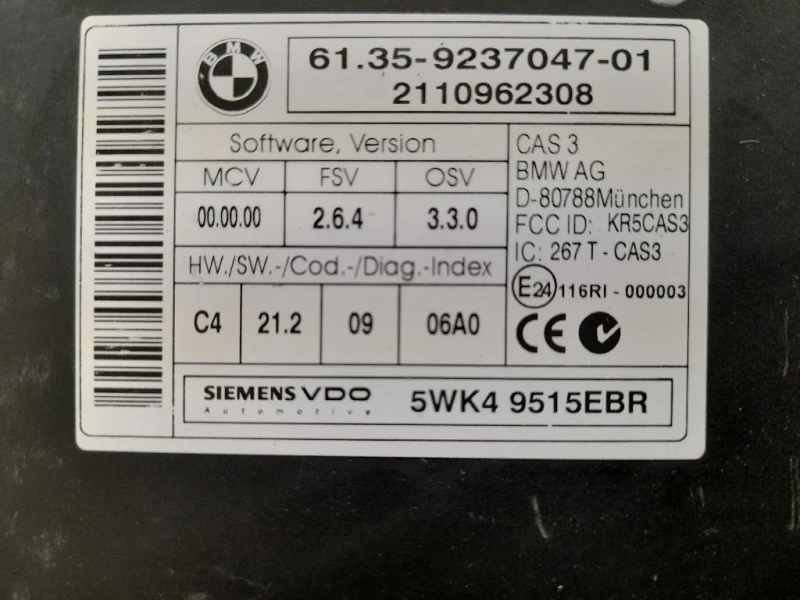 BMW
61.35-9237047-01
2110962308
Software, Version
MCV FSV OSV
00.00.00 2.6.4 3.3.0
HW./SW.-/Cod.-/Diag.-Index
C4 21.2 09 06A0
CAS 3
BMW AG
D-80788München
FCC ID: KR5CAS3
IC: 267 T - CAS3
E24 116RI - 000003
CE
SIEMENS VDO
Automotive
5WK4 9515EBR